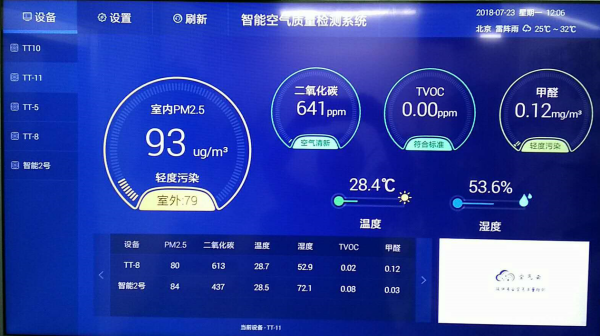 设备 设置 刷新 智能空气质量检测系统 2018-07-23 星期一 12:06
北京 雷阵雨 25℃~32℃
TT10
TT-11
TT-5
TT-8
智能2号
室内PM2.5
93 ug/m³
轻度污染
室外:79
二氧化碳
641ppm
空气清新
TVOC
0.00ppm
符合标准
甲醛
0.12mg/m³
轻度污染
28.4℃
温度
53.6%
湿度
设备 PM2.5 二氧化碳 温度 湿度 TVOC 甲醛
TT-8 80 613 28.7 52.9 0.02 0.12
智能2号 84 437 28.5 72.1 0.08 0.03
当前设备 - TT-11